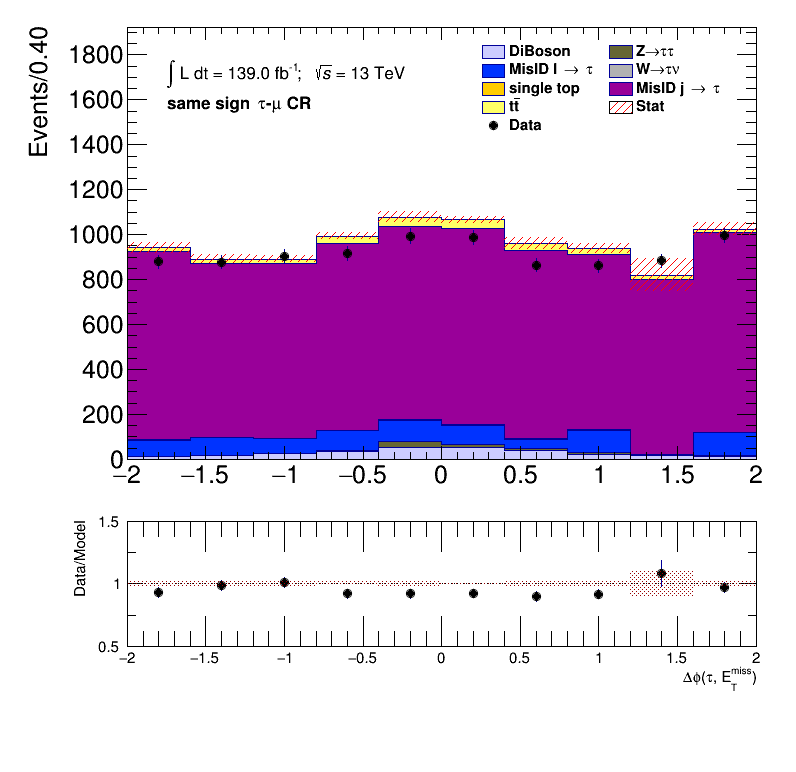 Events/0.40
1800
1600
1400
1200
1000
800
600
400
200
0
∫ L dt = 139.0 fb⁻¹; √s = 13 TeV
same sign τ-μ CR
DiBoson
Z→ττ
MisID l → τ
W→τν
single top
MisID j → τ
tt̄
Stat
Data
−2 −1.5 −1 −0.5 0 0.5 1 1.5 2
Data/Model
1.5
1
0.5
−2 −1.5 −1 −0.5 0 0.5 1 1.5 2
Δϕ(τ, E_T^miss)